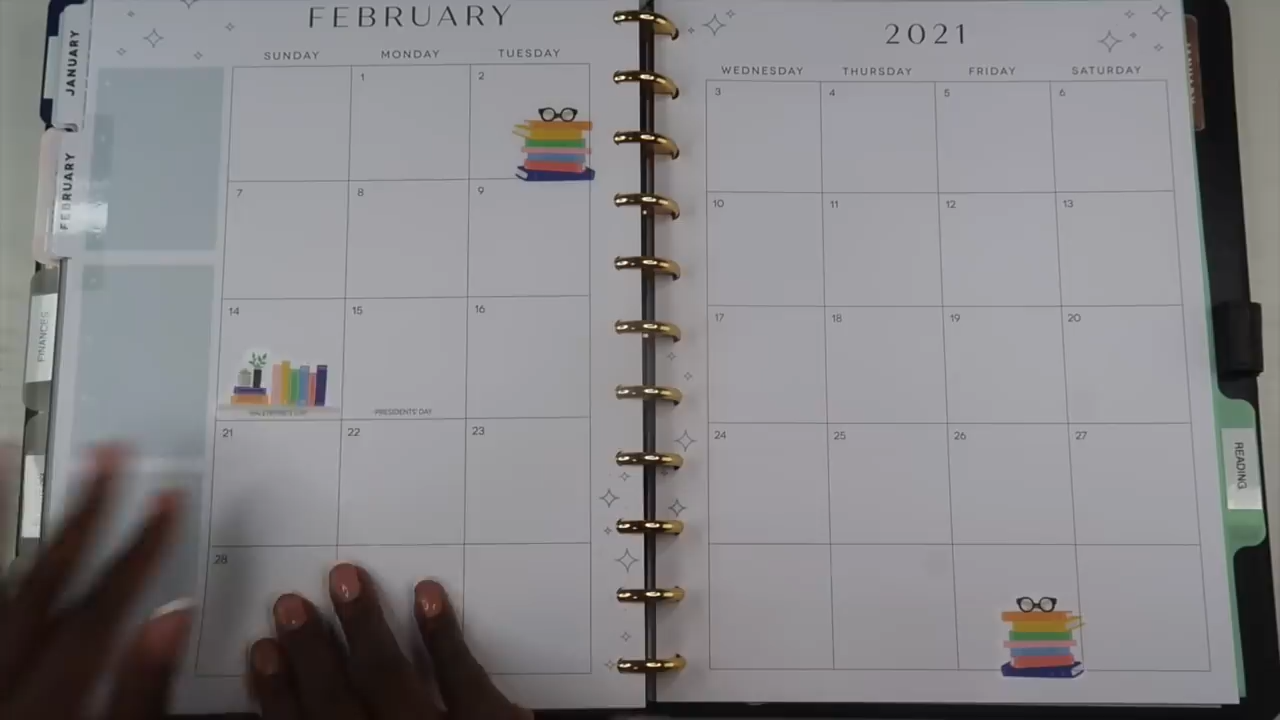 FEBRUARY
2021
SUNDAY MONDAY TUESDAY WEDNESDAY THURSDAY FRIDAY SATURDAY
1 2 3 4 5 6
7 8 9 10 11 12 13
14 15 16 17 18 19 20
PRESIDENTS' DAY
21 22 23 24 25 26 27
28
JANUARY
FEBRUARY
FINANCES
READING